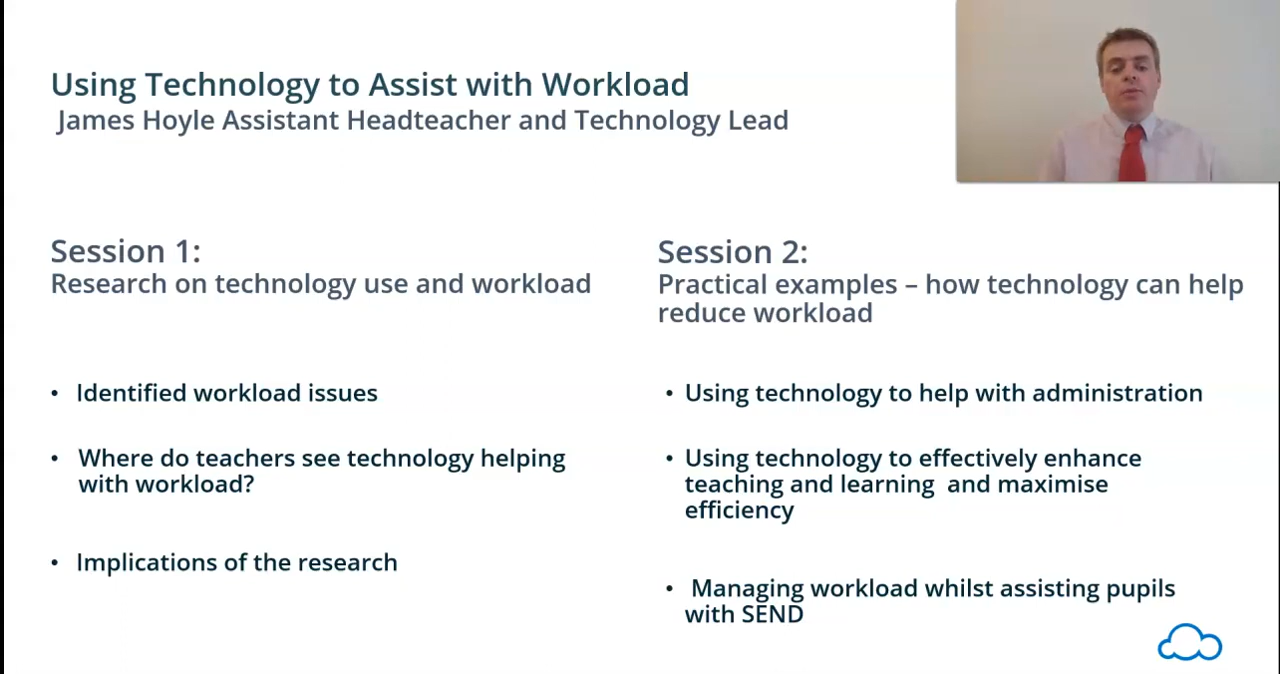 Using Technology to Assist with Workload
James Hoyle Assistant Headteacher and Technology Lead
Session 1:
Research on technology use and workload
• Identified workload issues
• Where do teachers see technology helping
with workload?
• Implications of the research
Session 2:
Practical examples – how technology can help
reduce workload
• Using technology to help with administration
• Using technology to effectively enhance
teaching and learning and maximise
efficiency
• Managing workload whilst assisting pupils
with SEND